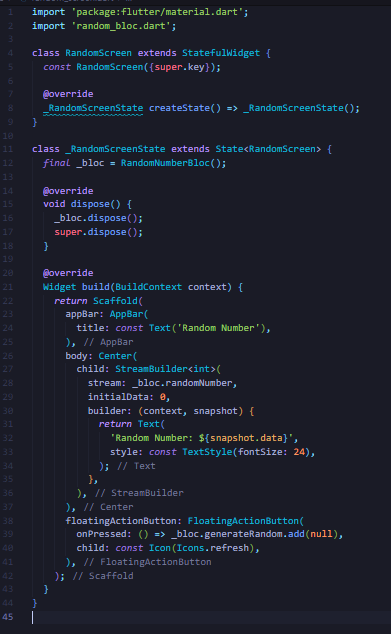 1 import 'package:flutter/material.dart';
2 import 'random_bloc.dart';
3
4 class RandomScreen extends StatefulWidget {
5   const RandomScreen({super.key});
6
7   @override
8   _RandomScreenState createState() => _RandomScreenState();
9 }
10
11 class _RandomScreenState extends State<RandomScreen> {
12   final _bloc = RandomNumberBloc();
13
14   @override
15   void dispose() {
16     _bloc.dispose();
17     super.dispose();
18   }
19
20   @override
21   Widget build(BuildContext context) {
22     return Scaffold(
23       appBar: AppBar(
24         title: const Text('Random Number'),
25       ), // AppBar
26       body: Center(
27         child: StreamBuilder<int>(
28           stream: _bloc.randomNumber,
29           initialData: 0,
30           builder: (context, snapshot) {
31             return Text(
32               'Random Number: ${snapshot.data}',
33               style: const TextStyle(fontSize: 24),
34             ); // Text
35           },
36         ), // StreamBuilder
37       ), // Center
38       floatingActionButton: FloatingActionButton(
39         onPressed: () => _bloc.generateRandom.add(null),
40         child: const Icon(Icons.refresh),
41       ), // FloatingActionButton
42     ); // Scaffold
43   }
44 }
45